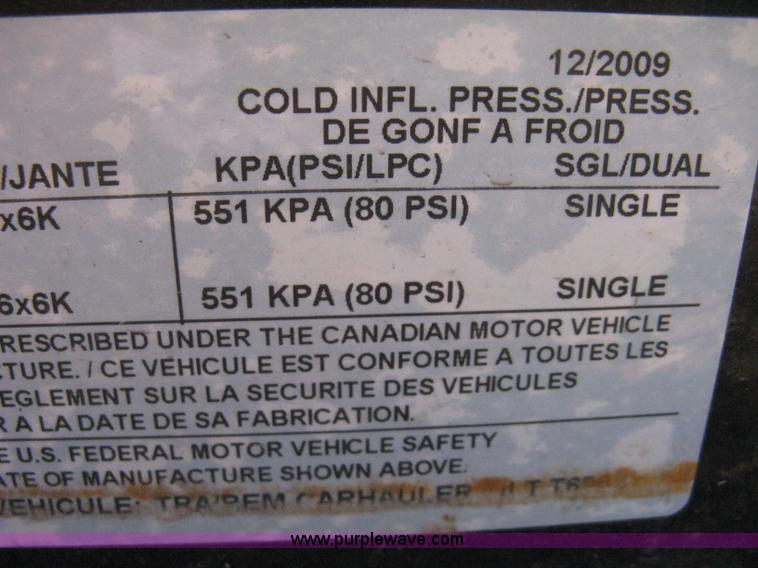 12/2009
COLD INFL. PRESS./PRESS.
DE GONF A FROID
/JANTE KPA(PSI/LPC) SGL/DUAL
x6K 551 KPA (80 PSI) SINGLE
6x6K 551 KPA (80 PSI) SINGLE
RESCRIBED UNDER THE CANADIAN MOTOR VEHICLE
CTURE. / CE VEHICULE EST CONFORME A TOUTES LES
EGLEMENT SUR LA SECURITE DES VEHICULES
R A LA DATE DE SA FABRICATION.
E U.S. FEDERAL MOTOR VEHICLE SAFETY
ATE OF MANUFACTURE SHOWN ABOVE.
VEHICULE: TRA/REM CARHAULER
www.purplewave.com